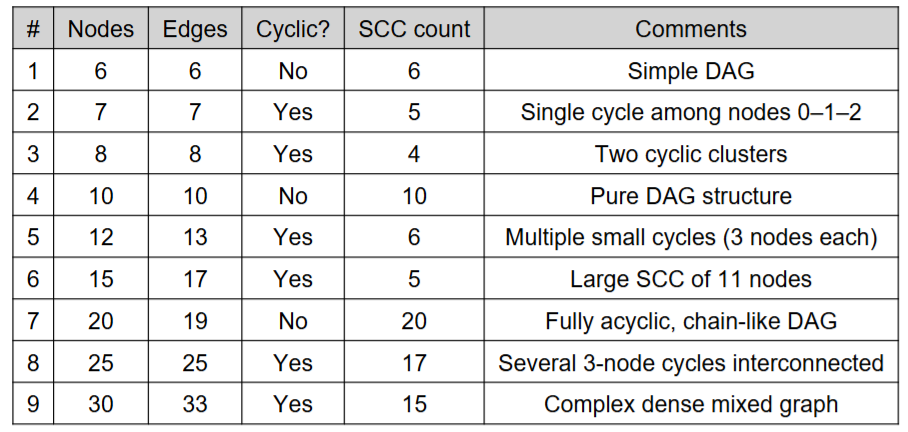 # Nodes Edges Cyclic? SCC count Comments
1 6 6 No 6 Simple DAG
2 7 7 Yes 5 Single cycle among nodes 0–1–2
3 8 8 Yes 4 Two cyclic clusters
4 10 10 No 10 Pure DAG structure
5 12 13 Yes 6 Multiple small cycles (3 nodes each)
6 15 17 Yes 5 Large SCC of 11 nodes
7 20 19 No 20 Fully acyclic, chain-like DAG
8 25 25 Yes 17 Several 3-node cycles interconnected
9 30 33 Yes 15 Complex dense mixed graph